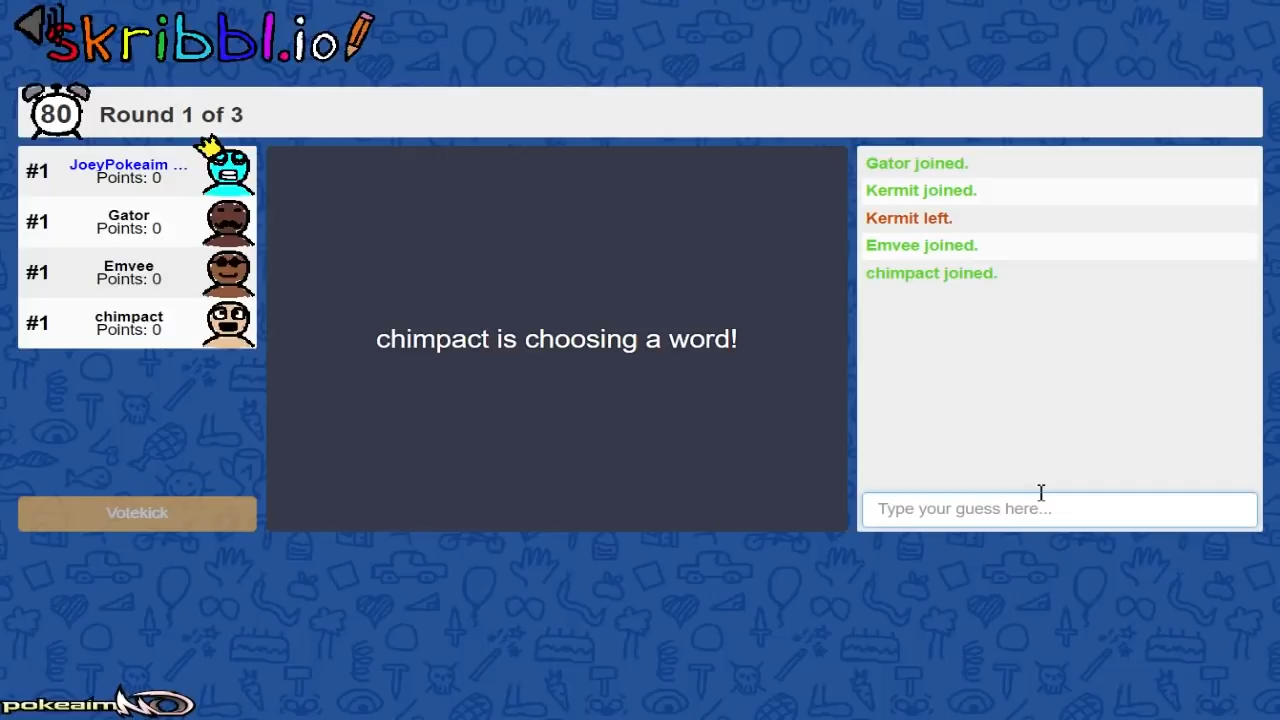 skribbl.io
80
Round 1 of 3
#1
JoeyPokeaim ...
Points: 0
#1
Gator
Points: 0
#1
Emvee
Points: 0
#1
chimpact
Points: 0
Votekick
chimpact is choosing a word!
Gator joined.
Kermit joined.
Kermit left.
Emvee joined.
chimpact joined.
Type your guess here...
pokeaim